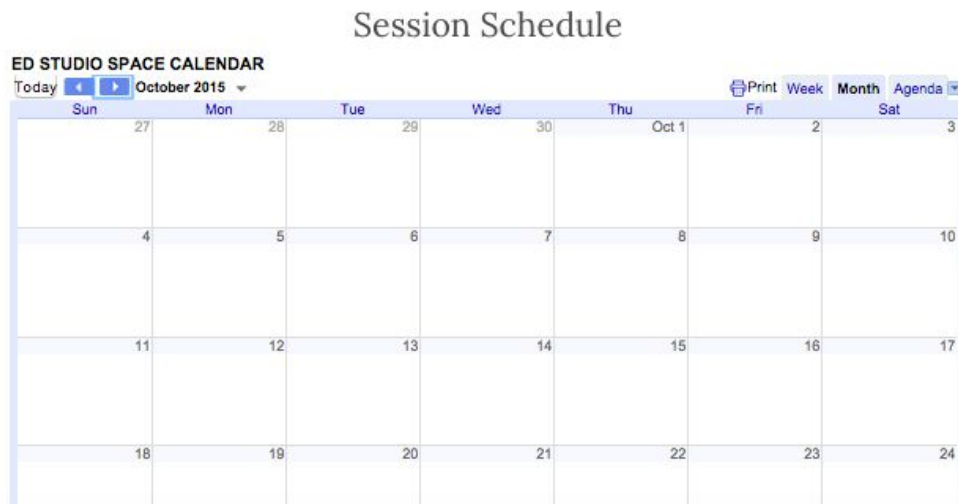 Session Schedule
ED STUDIO SPACE CALENDAR
Today October 2015 Print Week Month Agenda
Sun Mon Tue Wed Thu Fri Sat
27 28 29 30 Oct 1 2 3
4 5 6 7 8 9 10
11 12 13 14 15 16 17
18 19 20 21 22 23 24